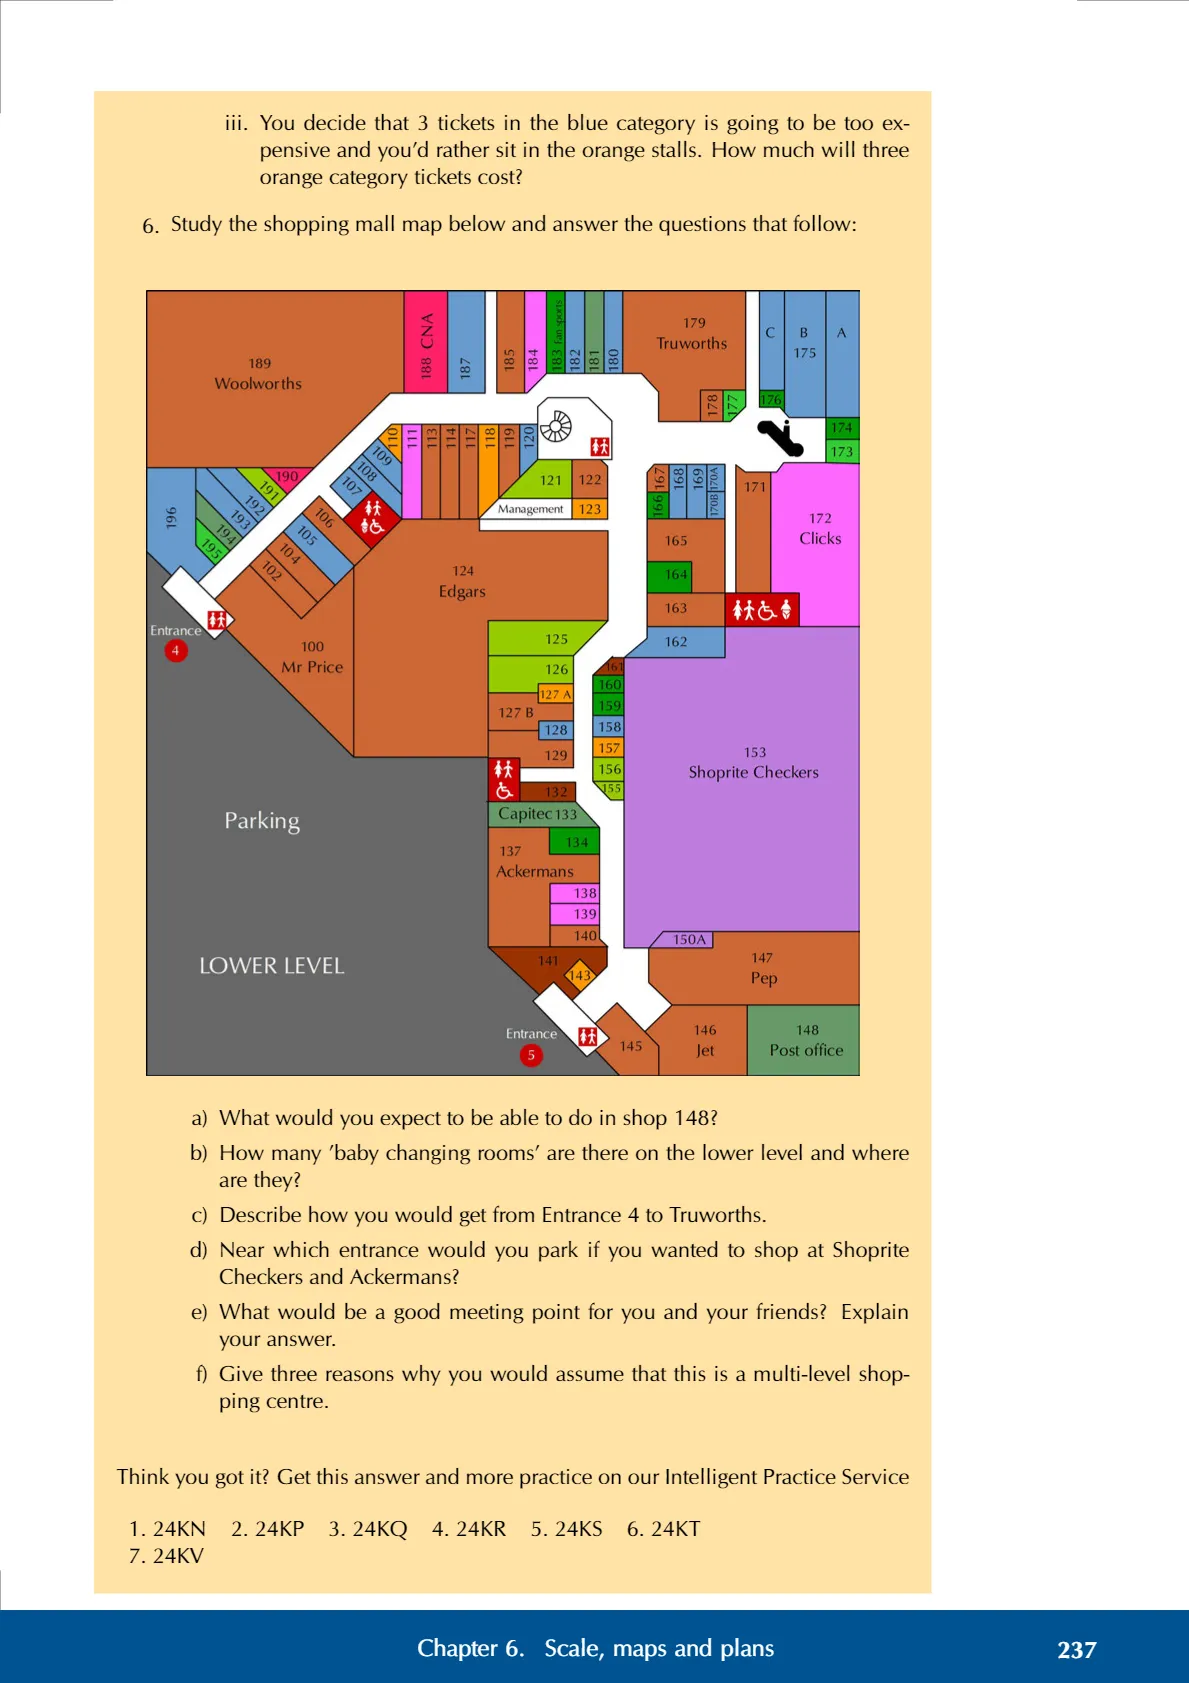 iii. You decide that 3 tickets in the blue category is going to be too ex-
pensive and you'd rather sit in the orange stalls. How much will three
orange category tickets cost?
6. Study the shopping mall map below and answer the questions that follow:
189
Woolworths
188 CNA
187
185
184
183 fan sports
182
181
180
179
Truworths
178
177
C
B
175
A
176
174
173
110
111
113
114
117
118
119
120
109
108
107
121
122
Management
123
167
166
168
169
170A
170B
171
172
Clicks
190
191
192
193
194
195
196
106
105
104
102
165
164
163
162
124
Edgars
Entrance
4
100
Mr Price
125
126
127 A
127 B
128
129
161
160
159
158
157
156
155
153
Shoprite Checkers
132
Capitec 133
134
137
Ackermans
138
139
140
Parking
LOWER LEVEL
141
143
150A
147
Pep
Entrance
5
145
146
Jet
148
Post office
a) What would you expect to be able to do in shop 148?
b) How many ’baby changing rooms’ are there on the lower level and where
are they?
c) Describe how you would get from Entrance 4 to Truworths.
d) Near which entrance would you park if you wanted to shop at Shoprite
Checkers and Ackermans?
e) What would be a good meeting point for you and your friends? Explain
your answer.
f) Give three reasons why you would assume that this is a multi-level shop-
ping centre.
Think you got it? Get this answer and more practice on our Intelligent Practice Service
1. 24KN 2. 24KP 3. 24KQ 4. 24KR 5. 24KS 6. 24KT
7. 24KV
Chapter 6. Scale, maps and plans 237